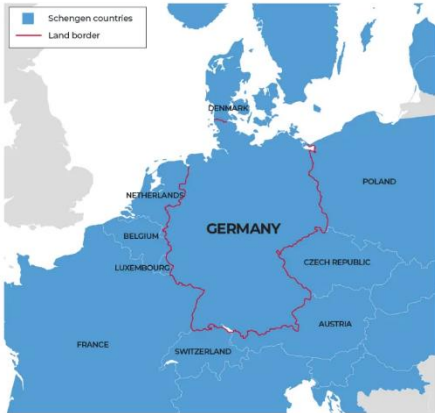 Schengen countries
Land border
DENMARK
POLAND
NETHERLANDS
GERMANY
BELGIUM
CZECH REPUBLIC
LUXEMBOURG
AUSTRIA
FRANCE
SWITZERLAND